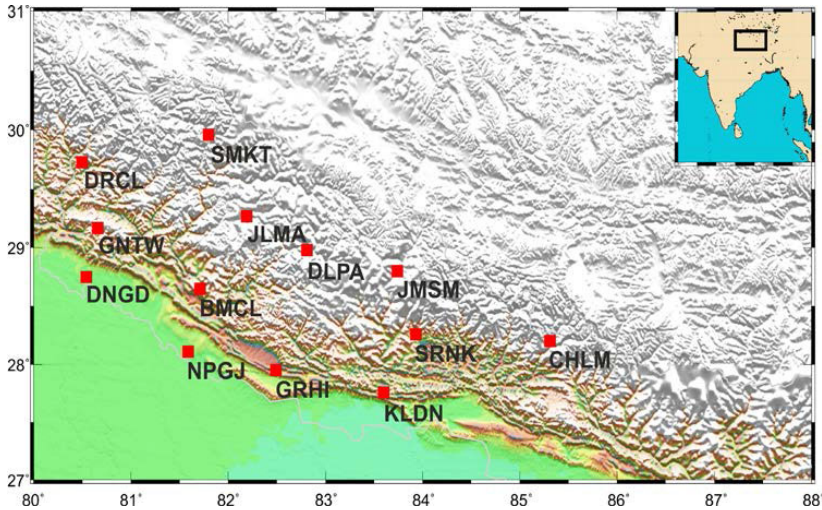 31
30
SMKT
DRCL
JLMA
GNTW
29
DLPA
DNGD
JMSM
BMCL
SRNK
CHLM
28
NPGJ
GRHI
KLDN
27
80° 81° 82° 83° 84° 85° 86° 87° 88°